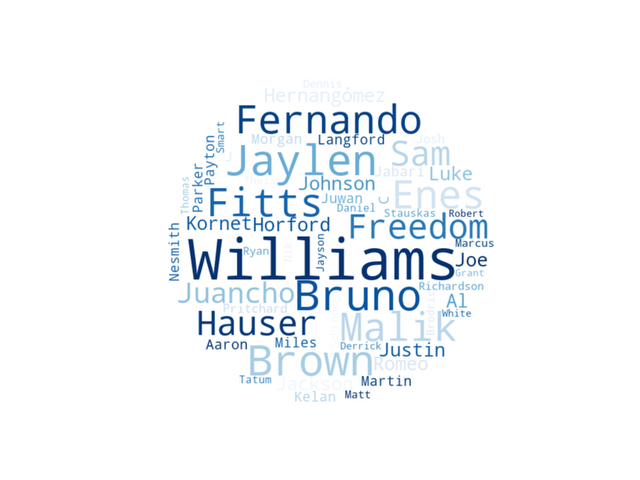 Dennis
Hernangómez
Fernando
Smart
Morgan
Langford
Josh
Payton
Jaylen
Sam
Jabari
Luke
Thomas
Parker
Johnson
Enes
Fitts
Juwan
Daniel
C
J
Stauskas
Robert
Kornet
Horford
Freedom
Nesmith
Williams
Ryan
Nik
Jayson
Marcus
Joe
Grant
Juancho
Bruno
Richardson
Al
White
Pritchard
Hauser
Malik
Brodric
Aaron
Miles
Derrick
Justin
Brown
Romeo
Tatum
Jackson
Martin
Kelan
Matt